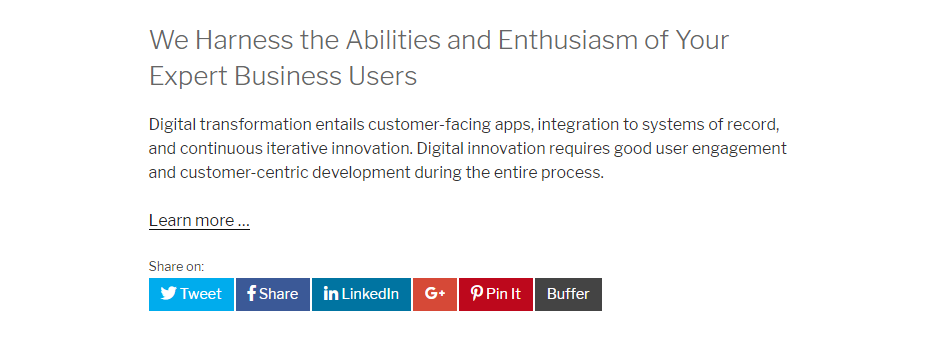 We Harness the Abilities and Enthusiasm of Your
Expert Business Users
Digital transformation entails customer-facing apps, integration to systems of record,
and continuous iterative innovation. Digital innovation requires good user engagement
and customer-centric development during the entire process.
Learn more ...
Share on:
Tweet Share LinkedIn G+ Pin It Buffer